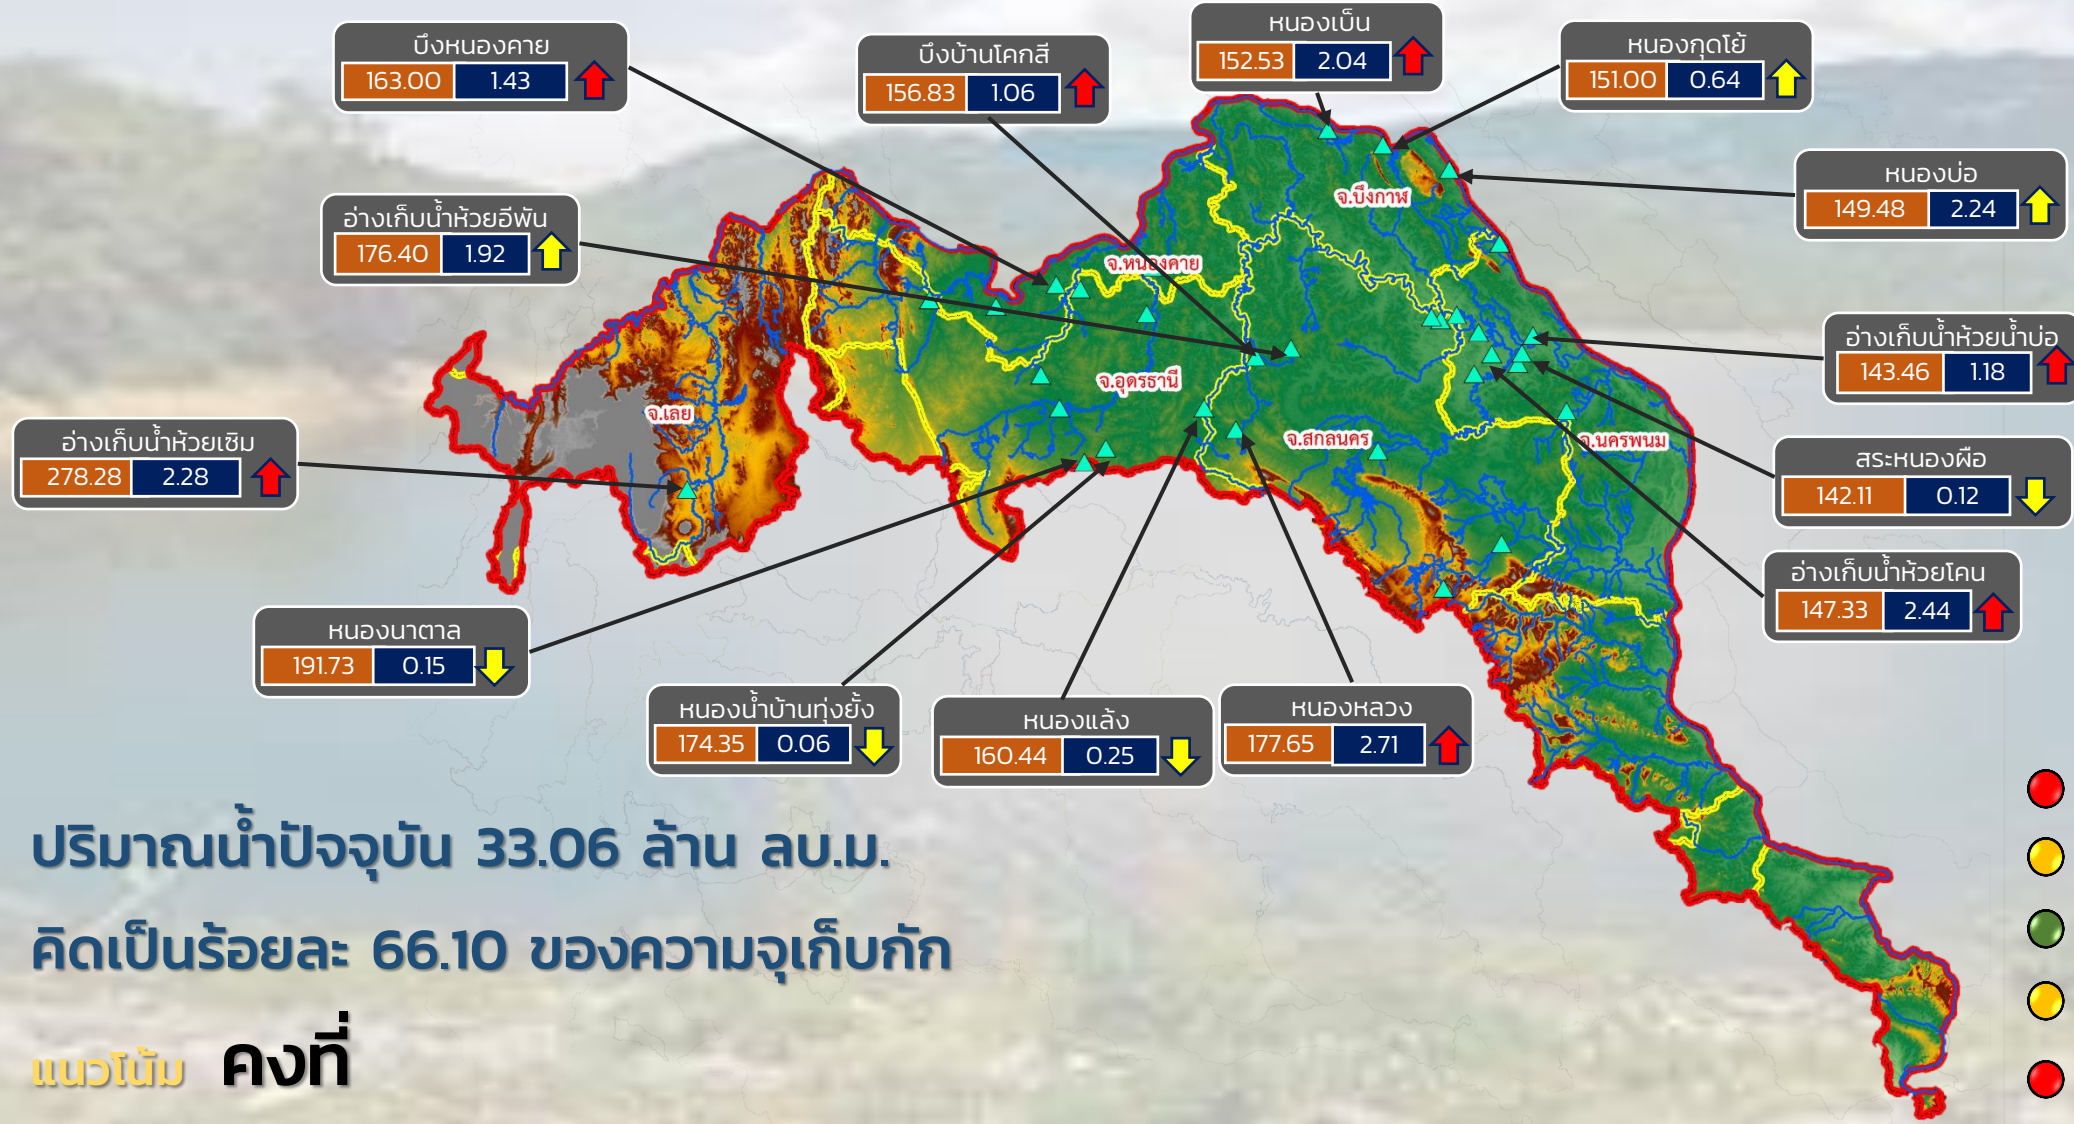 หนองเบ็น
152.53 2.04
บึงหนองคาย
163.00 1.43
บึงบ้านโคกสี
156.83 1.06
หนองกุดโย้
151.00 0.64
หนองบ่อ
149.48 2.24
อ่างเก็บน้ำห้วยอีพัน
176.40 1.92
จ.บึงกาฬ
จ.หนองคาย
อ่างเก็บน้ำห้วยน้ำบ่อ
143.46 1.18
จ.อุดรธานี
จ.เลย
จ.สกลนคร
จ.นครพนม
อ่างเก็บน้ำห้วยเซิม
278.28 2.28
สระหนองผือ
142.11 0.12
อ่างเก็บน้ำห้วยโคน
147.33 2.44
หนองนาตาล
191.73 0.15
หนองน้ำบ้านทุ่งยั้ง
174.35 0.06
หนองแล้ง
160.44 0.25
หนองหลวง
177.65 2.71
ปริมาณน้ำปัจจุบัน 33.06 ล้าน ลบ.ม.
คิดเป็นร้อยละ 66.10 ของความจุเก็บกัก
แนวโน้ม คงที่